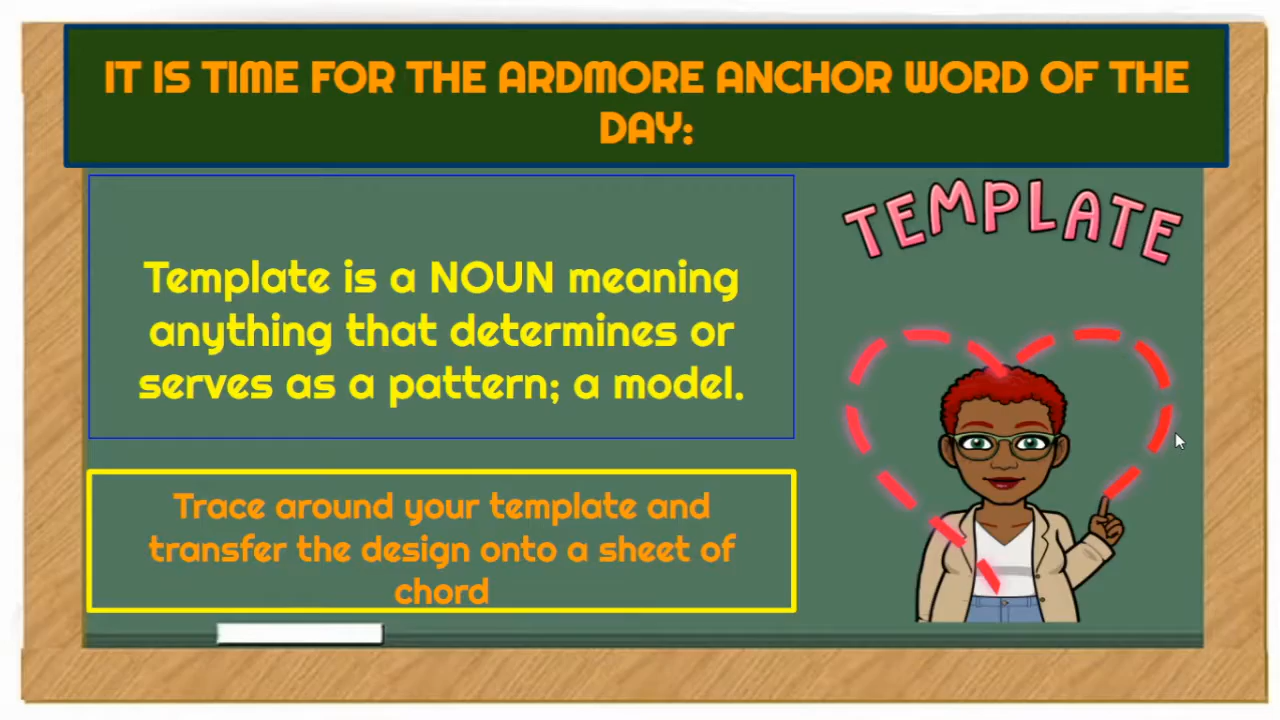 IT IS TIME FOR THE ARDMORE ANCHOR WORD OF THE
DAY:
TEMPLATE
Template is a NOUN meaning
anything that determines or
serves as a pattern; a model.
Trace around your template and
transfer the design onto a sheet of
chord